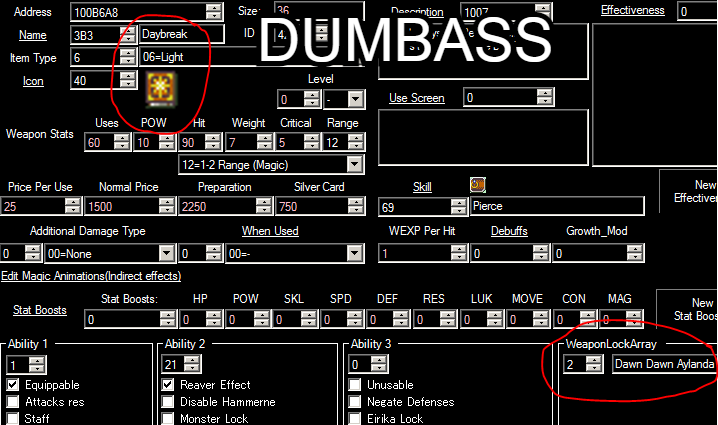 Address 100B6A8 Size: 36 Description 1007 Effectiveness 0
Name 3B3 Daybreak ID
DUMBASS
Item Type 6 06=Light
Icon 40
Level
0 -
Use Screen 0
Weapon Stats Uses POW Hit Weight Critical Range
60 10 90 7 5 12
12=1-2 Range (Magic)
Price Per Use Normal Price Preparation Silver Card Skill New
25 1500 2250 750 69 Pierce Effective
Additional Damage Type When Used WEXP Per Hit Debuffs Growth_Mod
0 00=None 0 00=- 1 0 0
Edit Magic Animations(Indirect effects)
Stat Boosts Stat Boosts: HP POW SKL SPD DEF RES LUK MOVE CON MAG New
0 0 0 0 0 0 0 0 0 0 0 Stat Boos
Ability 1 Ability 2 Ability 3 WeaponLockArray
1 21 0 2 Dawn Dawn Aylanda
Equippable Reaver Effect Unusable
Attacks res Disable Hammerne Negate Defenses
Staff Monster Lock Eirika Lock